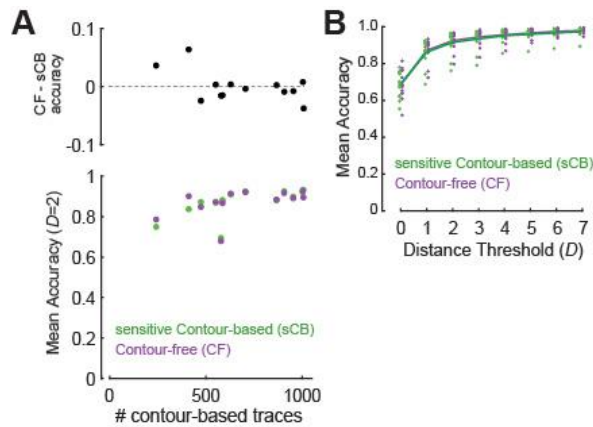 A
0.1
0
-0.1
CF - sCB
accuracy
1
0.8
0.6
0.4
0.2
0
Mean Accuracy (D=2)
sensitive Contour-based (sCB)
Contour-free (CF)
0
500
1000
# contour-based traces
B
1.0
0.8
0.6
0.4
0.2
0
Mean Accuracy
sensitive Contour-based (sCB)
Contour-free (CF)
0 1 2 3 4 5 6 7
Distance Threshold (D)